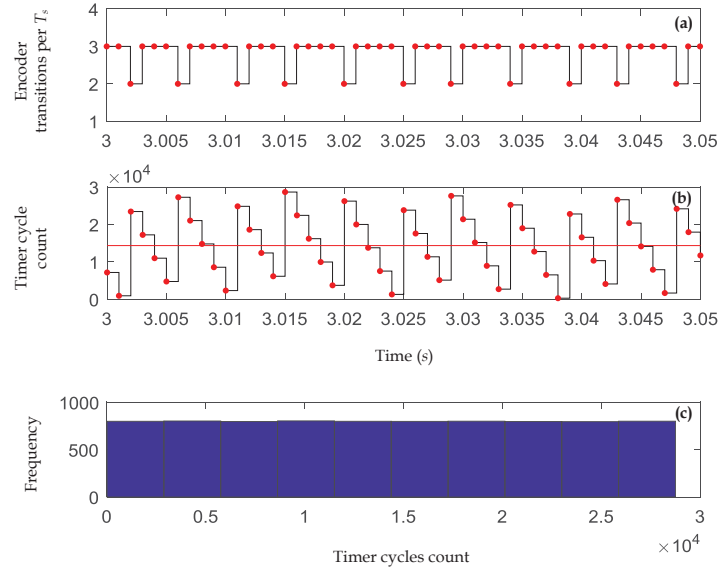 Encoder
transitions per Ts
4
3
2
1
(a)
3 3.005 3.01 3.015 3.02 3.025 3.03 3.035 3.04 3.045 3.05
Timer cycle
count
×10^4
3
2
1
0
(b)
3 3.005 3.01 3.015 3.02 3.025 3.03 3.035 3.04 3.045 3.05
Time (s)
Frequency
1000
500
0
(c)
0 0.5 1 1.5 2 2.5 3
×10^4
Timer cycles count